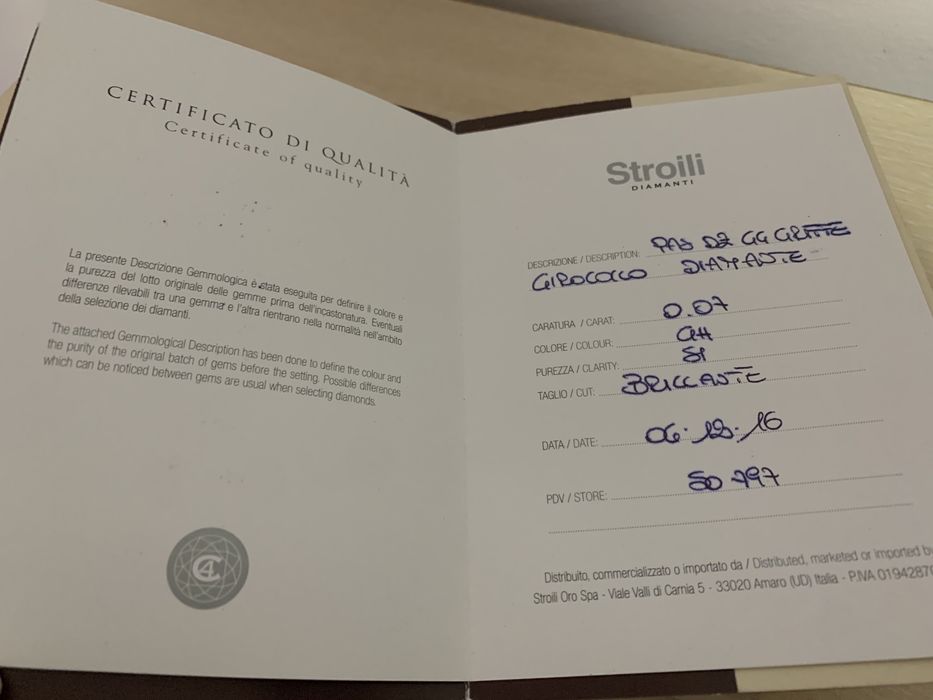 CERTIFICATO DI QUALITÀ
Certificate of quality
La presente Descrizione Gemmologica è stata eseguita per definire il colore e
la purezza del lotto originale delle gemme prima dell'incastonatura. Eventuali
differenze rilevabili tra una gemma e l'altra rientrano nella normalità nell'ambito
della selezione dei diamanti.
The attached Gemmological Description has been done to define the colour and
the purity of the original batch of gems before the setting. Possible differences
which can be noticed between gems are usual when selecting diamonds.
C4
Stroili
DIAMANTI
DESCRIZIONE / DESCRIPTION:
GIROCOLLO DIAMANTE
CARATURA / CARAT: 0.07
COLORE / COLOUR: GH
PUREZZA / CLARITY: SI
TAGLIO / CUT: BRILLANTE
DATA / DATE: 06.12.16
PDV / STORE: 50 797
Distribuito, commercializzato o importato da / Distributed, marketed or imported by
Stroili Oro Spa - Viale Valli di Carnia 5 - 33020 Amaro (UD) Italia - P.IVA 0194287